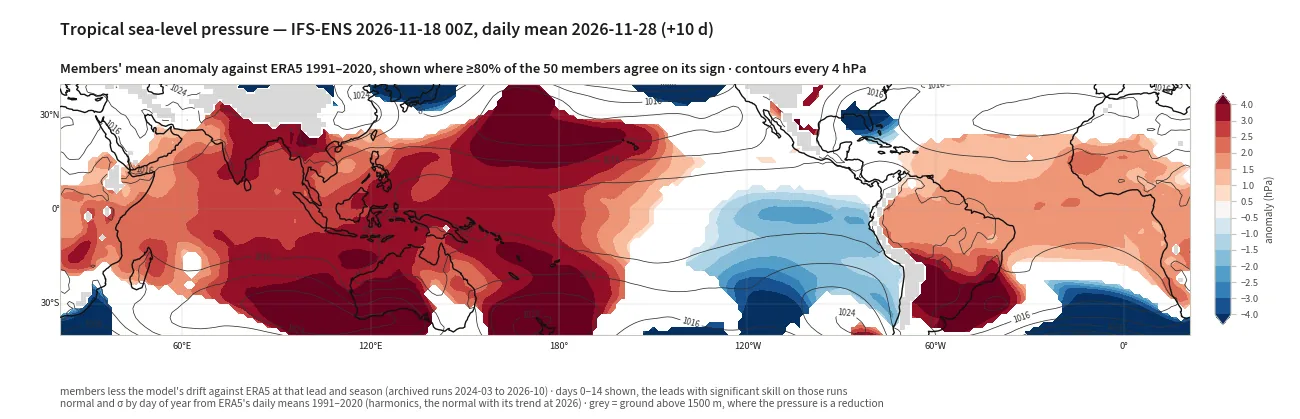 Tropical sea-level pressure — IFS-ENS 2026-11-18 00Z, daily mean 2026-11-28 (+10 d)
Members' mean anomaly against ERA5 1991–2020, shown where ≥80% of the 50 members agree on its sign · contours every 4 hPa
1024
1024
1016
1016
1016
1016
1016
1016
1016
1016
1024
1016
30°N
0°
30°S
60°E
120°E
180°
120°W
60°W
0°
4.0
3.0
2.5
2.0
1.5
1.0
0.5
−0.5
−1.0
−1.5
−2.0
−2.5
−3.0
−4.0
anomaly (hPa)
members less the model's drift against ERA5 at that lead and season (archived runs 2024-03 to 2026-10) · days 0–14 shown, the leads with significant skill on those runs
normal and σ by day of year from ERA5's daily means 1991–2020 (harmonics, the normal with its trend at 2026) · grey = ground above 1500 m, where the pressure is a reduction